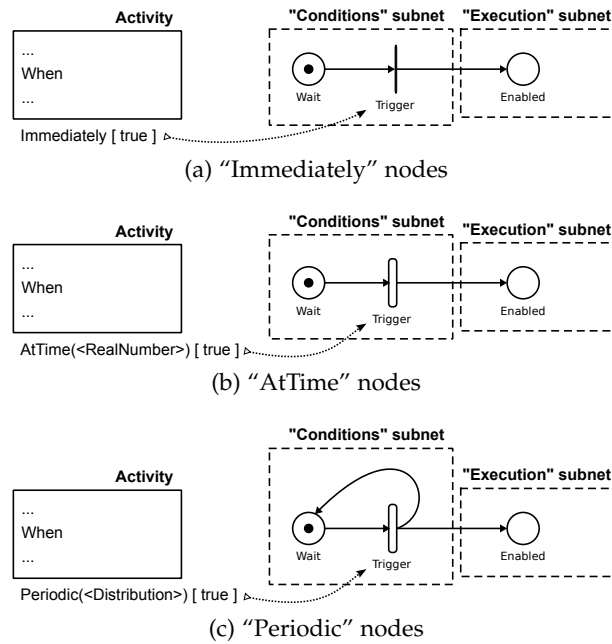 Activity
"Conditions" subnet
"Execution" subnet
...
When
...
Wait
Trigger
Enabled
Immediately [ true ]
(a) “Immediately” nodes
Activity
"Conditions" subnet
"Execution" subnet
...
When
...
Wait
Trigger
Enabled
AtTime(<RealNumber>) [ true ]
(b) “AtTime” nodes
"Conditions" subnet
Activity
"Execution" subnet
...
When
...
Wait
Trigger
Enabled
Periodic(<Distribution>) [ true ]
(c) “Periodic” nodes